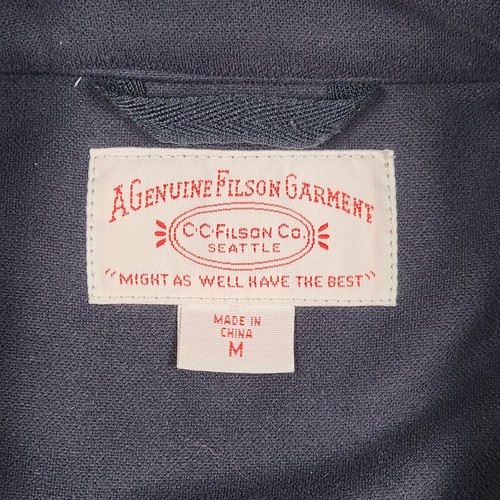 A GENUINE FILSON GARMENT
C.C. FILSON CO.
SEATTLE
"MIGHT AS WELL HAVE THE BEST"
MADE IN
CHINA
M